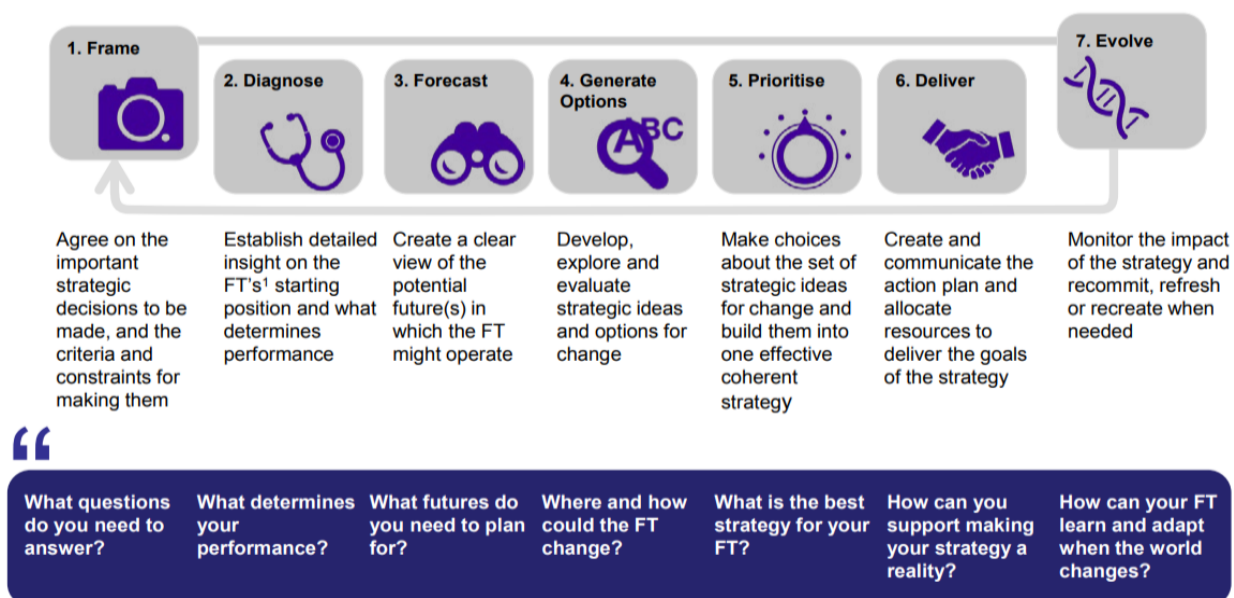 1. Frame
2. Diagnose
3. Forecast
4. Generate
Options
ABC
5. Prioritise
6. Deliver
7. Evolve
Agree on the
important
strategic
decisions to be
made, and the
criteria and
constraints for
making them
Establish detailed
insight on the
FT's¹ starting
position and what
determines
performance
Create a clear
view of the
potential
future(s) in
which the FT
might operate
Develop,
explore and
evaluate
strategic ideas
and options for
change
Make choices
about the set of
strategic ideas
for change and
build them into
one effective
coherent
strategy
Create and
communicate the
action plan and
allocate
resources to
deliver the goals
of the strategy
Monitor the impact
of the strategy and
recommit, refresh
or recreate when
needed
“
What questions
do you need to
answer?
What determines
your
performance?
What futures do
you need to plan
for?
Where and how
could the FT
change?
What is the best
strategy for your
FT?
How can you
support making
your strategy a
reality?
How can your FT
learn and adapt
when the world
changes?